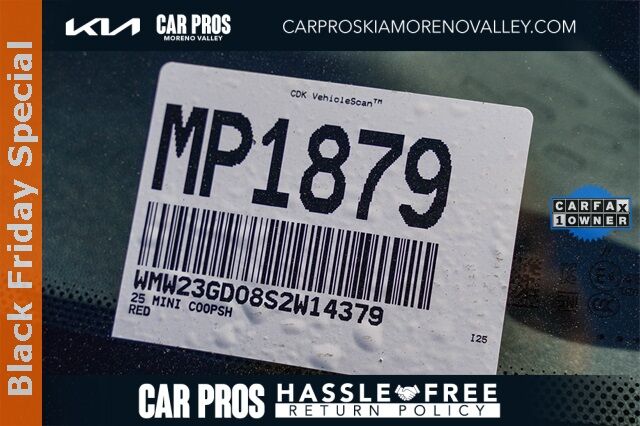 KIA
CAR PROS
MORENO VALLEY
CARPROSKIAMORENOVALLEY.COM
Black Friday Special
CDK VehicleScan™
MP1879
WMW23GD08S2W14379
25 MINI COOPSH
RED
I25
CARFAX
1 OWNER
CAR PROS
HASSLE FREE
RETURN POLICY